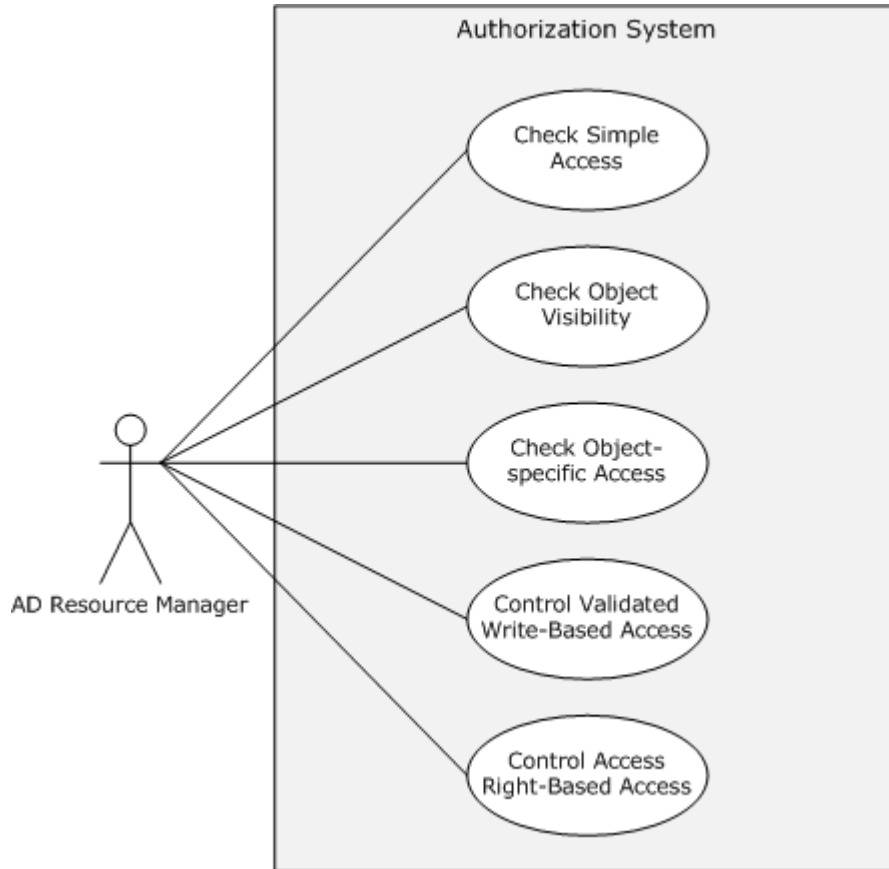 Authorization System
Check Simple
Access
Check Object
Visibility
Check Object-
specific Access
AD Resource Manager
Control Validated
Write-Based Access
Control Access
Right-Based Access